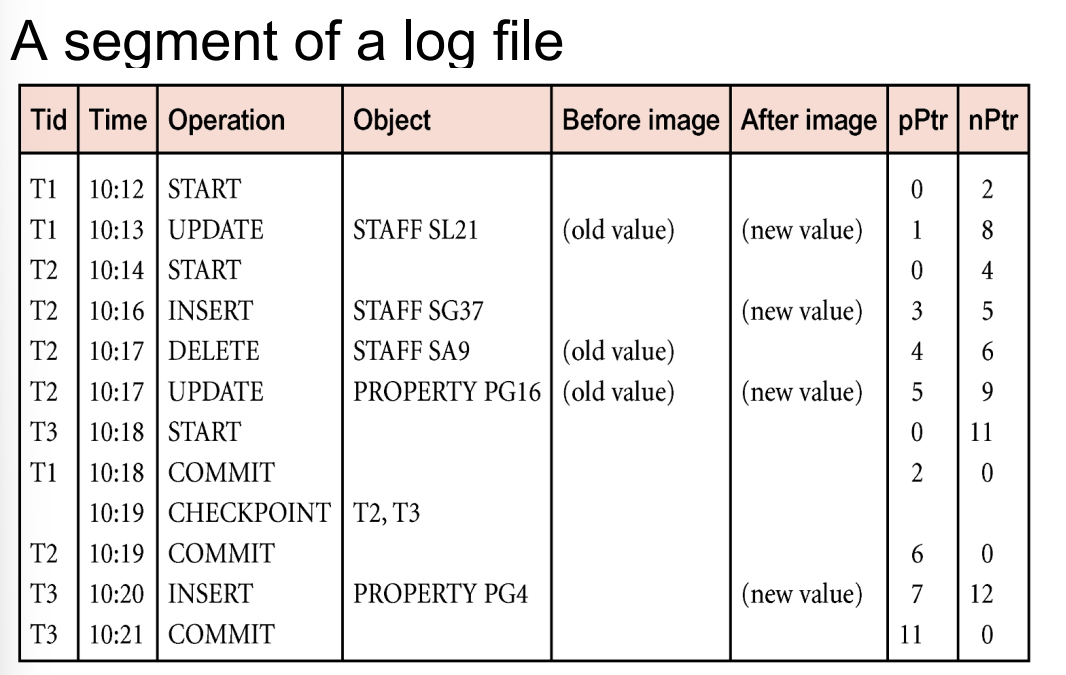 A segment of a log file
Tid Time Operation Object Before image After image pPtr nPtr
T1 10:12 START 0 2
T1 10:13 UPDATE STAFF SL21 (old value) (new value) 1 8
T2 10:14 START 0 4
T2 10:16 INSERT STAFF SG37 (new value) 3 5
T2 10:17 DELETE STAFF SA9 (old value) 4 6
T2 10:17 UPDATE PROPERTY PG16 (old value) (new value) 5 9
T3 10:18 START 0 11
T1 10:18 COMMIT 2 0
10:19 CHECKPOINT T2, T3
T2 10:19 COMMIT 6 0
T3 10:20 INSERT PROPERTY PG4 (new value) 7 12
T3 10:21 COMMIT 11 0